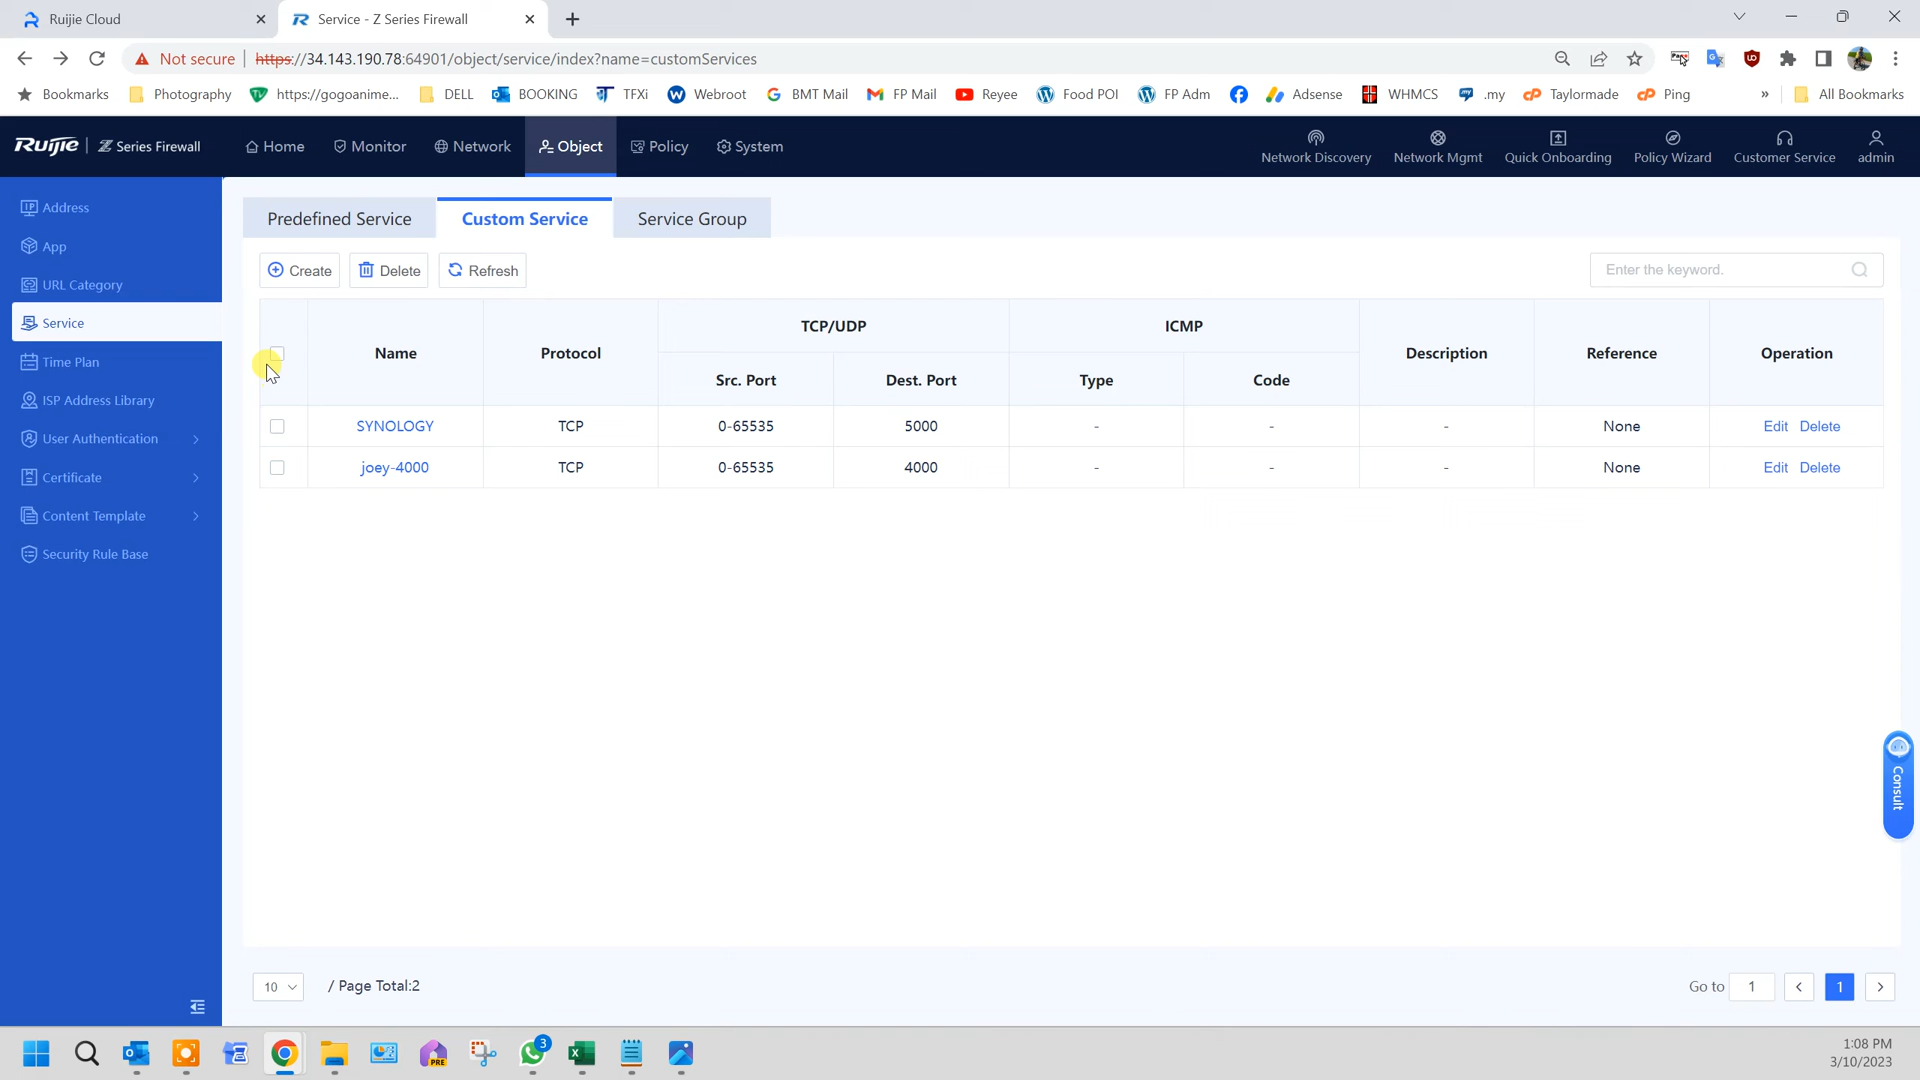 Ruijie Cloud
Service - Z Series Firewall
Not secure https://34.143.190.78:64901/object/service/index?name=customServices
Bookmarks Photography https://gogoanime... DELL BOOKING TFXi Webroot BMT Mail FP Mail Reyee Food POI FP Adm Adsense WHMCS .my Taylormade Ping » All Bookmarks
Ruijie | Z Series Firewall Home Monitor Network Object Policy System Network Discovery Network Mgmt Quick Onboarding Policy Wizard Customer Service admin
Address
App
URL Category
Service
Time Plan
ISP Address Library
User Authentication
Certificate
Content Template
Security Rule Base
Predefined Service Custom Service Service Group
Create Delete Refresh Enter the keyword.
Name Protocol TCP/UDP ICMP Description Reference Operation
Src. Port Dest. Port Type Code
SYNOLOGY TCP 0-65535 5000 - - - None Edit Delete
joey-4000 TCP 0-65535 4000 - - - None Edit Delete
Consult
10 / Page Total:2 Go to 1 < 1 >
PRE 3
1:08 PM
3/10/2023